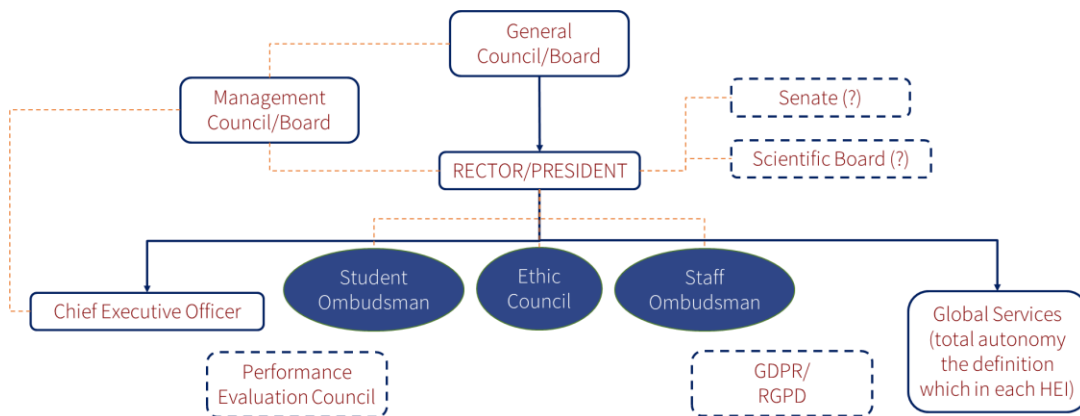 General
Council/Board
Management
Council/Board
Senate (?)
Scientific Board (?)
RECTOR/PRESIDENT
Student
Ombudsman
Ethic
Council
Staff
Ombudsman
Chief Executive Officer
Global Services
(total autonomy
the definition
which in each HEI)
Performance
Evaluation Council
GDPR/
RGPD